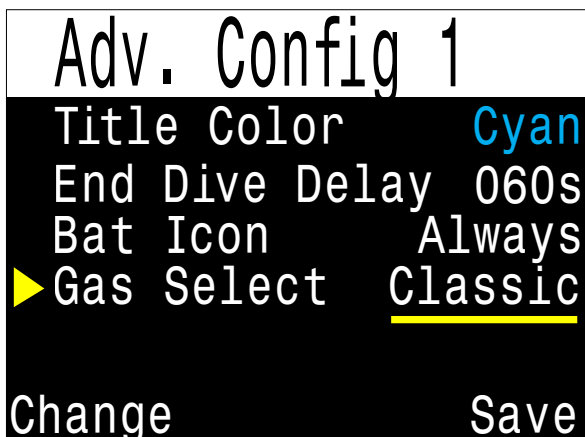 Adv. Config 1
Title Color Cyan
End Dive Delay 060s
Bat Icon Always
Gas Select Classic
Change Save